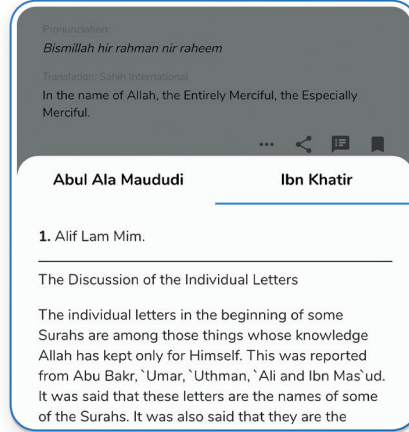 Pronunciation:
Bismillah hir rahman nir raheem
Translation: Sahih International
In the name of Allah, the Entirely Merciful, the Especially
Merciful.
Abul Ala Maududi Ibn Khatir
1. Alif Lam Mim.
The Discussion of the Individual Letters
The individual letters in the beginning of some
Surahs are among those things whose knowledge
Allah has kept only for Himself. This was reported
from Abu Bakr, `Umar, `Uthman, `Ali and Ibn Mas`ud.
It was said that these letters are the names of some
of the Surahs. It was also said that they are the